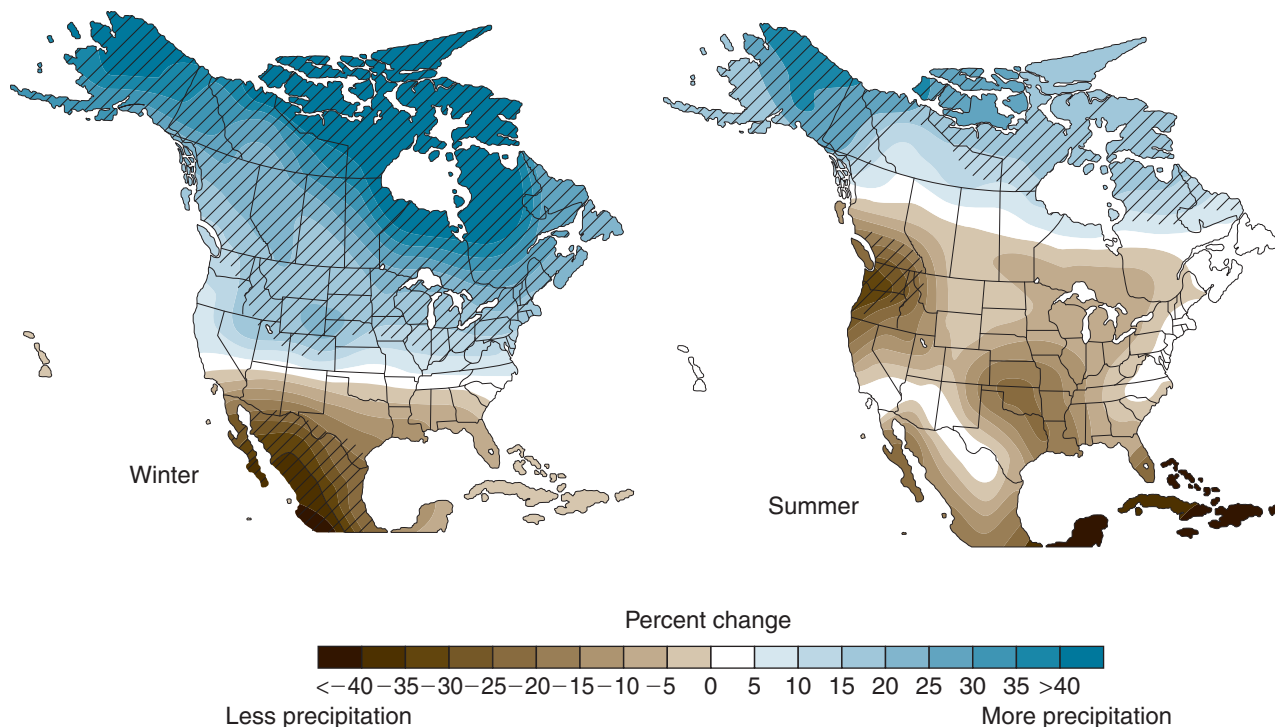 Winter
Summer
Percent change
<−40 −35 −30 −25 −20 −15 −10 −5 0 5 10 15 20 25 30 35 >40
Less precipitation More precipitation